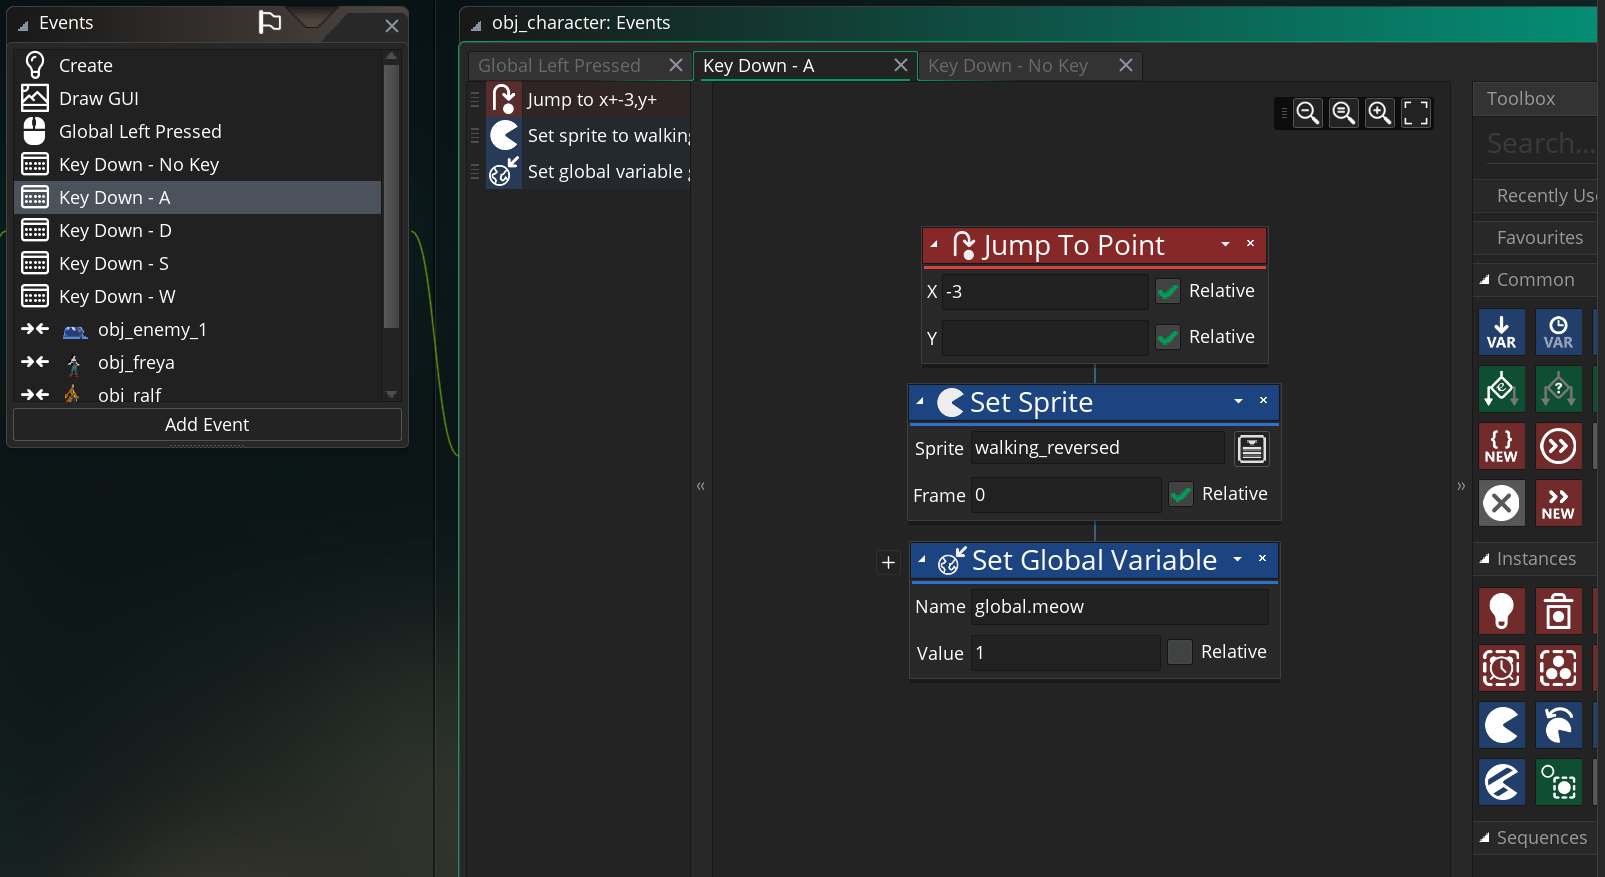 Events
Create
Draw GUI
Global Left Pressed
Key Down - No Key
Key Down - A
Key Down - D
Key Down - S
Key Down - W
obj_enemy_1
obj_freya
obj_ralf
Add Event
obj_character: Events
Global Left Pressed
Key Down - A
Key Down - No Key
Jump to x+-3,y+
Set sprite to walking
Set global variable g
Jump To Point
X -3 Relative
Y Relative
Set Sprite
Sprite walking_reversed
Frame 0 Relative
Set Global Variable
Name global.meow
Value 1 Relative
Toolbox
Search...
Recently Us
Favourites
Common
VAR VAR
NEW
NEW
Instances
Sequences